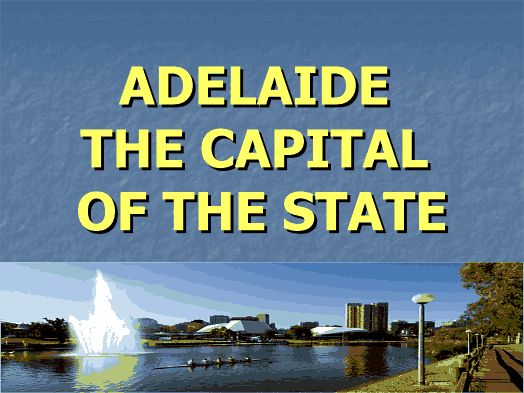 ADELAIDE
THE CAPITAL
OF THE STATE